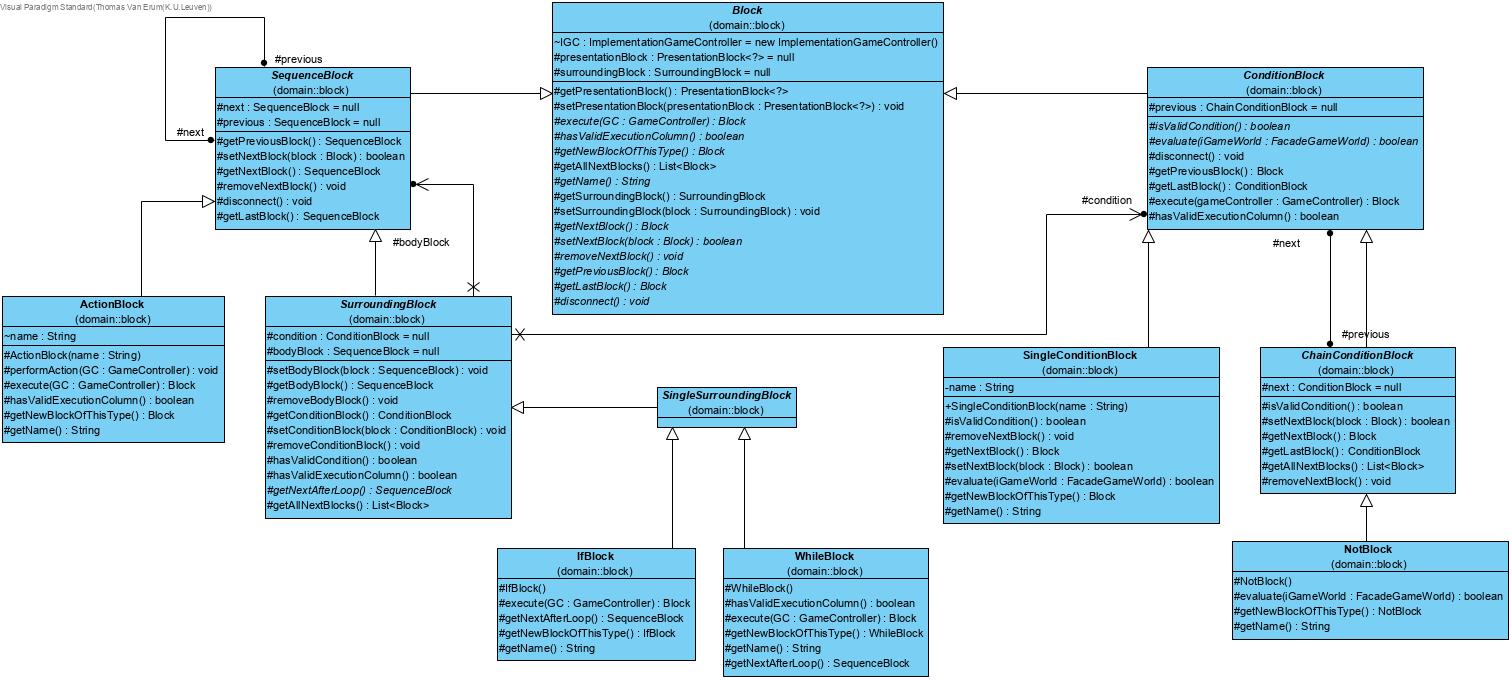 Visual Paradigm Standard(Thomas Van Erum(K.U.Leuven))
#previous
#next
SequenceBlock
(domain::block)
#next : SequenceBlock = null
#previous : SequenceBlock = null
#getPreviousBlock() : SequenceBlock
#setNextBlock(block : Block) : boolean
#getNextBlock() : SequenceBlock
#removeNextBlock() : void
#disconnect() : void
#getLastBlock() : SequenceBlock
Block
(domain::block)
~IGC : ImplementationGameController = new ImplementationGameController()
#presentationBlock : PresentationBlock<?> = null
#surroundingBlock : SurroundingBlock = null
#getPresentationBlock() : PresentationBlock<?>
#setPresentationBlock(presentationBlock : PresentationBlock<?>) : void
#execute(GC : GameController) : Block
#hasValidExecutionColumn() : boolean
#getNewBlockOfThisType() : Block
#getAllNextBlocks() : List<Block>
#getName() : String
#getSurroundingBlock() : SurroundingBlock
#setSurroundingBlock(block : SurroundingBlock) : void
#getNextBlock() : Block
#setNextBlock(block : Block) : boolean
#removeNextBlock() : void
#getPreviousBlock() : Block
#getLastBlock() : Block
#disconnect() : void
ConditionBlock
(domain::block)
#previous : ChainConditionBlock = null
#isValidCondition() : boolean
#evaluate(iGameWorld : FacadeGameWorld) : boolean
#disconnect() : void
#getPreviousBlock() : Block
#getLastBlock() : ConditionBlock
#execute(gameController : GameController) : Block
#hasValidExecutionColumn() : boolean
#bodyBlock
#condition
#next
#previous
ActionBlock
(domain::block)
~name : String
#ActionBlock(name : String)
#performAction(GC : GameController) : void
#execute(GC : GameController) : Block
#hasValidExecutionColumn() : boolean
#getNewBlockOfThisType() : Block
#getName() : String
SurroundingBlock
(domain::block)
#condition : ConditionBlock = null
#bodyBlock : SequenceBlock = null
#setBodyBlock(block : SequenceBlock) : void
#getBodyBlock() : SequenceBlock
#removeBodyBlock() : void
#getConditionBlock() : ConditionBlock
#setConditionBlock(block : ConditionBlock) : void
#removeConditionBlock() : void
#hasValidCondition() : boolean
#hasValidExecutionColumn() : boolean
#getNextAfterLoop() : SequenceBlock
#getAllNextBlocks() : List<Block>
SingleSurroundingBlock
(domain::block)
SingleConditionBlock
(domain::block)
-name : String
+SingleConditionBlock(name : String)
#isValidCondition() : boolean
#removeNextBlock() : void
#getNextBlock() : Block
#setNextBlock(block : Block) : boolean
#evaluate(iGameWorld : FacadeGameWorld) : boolean
#getNewBlockOfThisType() : Block
#getName() : String
ChainConditionBlock
(domain::block)
#next : ConditionBlock = null
#isValidCondition() : boolean
#setNextBlock(block : Block) : boolean
#getNextBlock() : Block
#getLastBlock() : ConditionBlock
#getAllNextBlocks() : List<Block>
#removeNextBlock() : void
IfBlock
(domain::block)
#IfBlock()
#execute(GC : GameController) : Block
#getNextAfterLoop() : SequenceBlock
#getNewBlockOfThisType() : IfBlock
#getName() : String
WhileBlock
(domain::block)
#WhileBlock()
#hasValidExecutionColumn() : boolean
#execute(GC : GameController) : Block
#getNewBlockOfThisType() : WhileBlock
#getName() : String
#getNextAfterLoop() : SequenceBlock
NotBlock
(domain::block)
#NotBlock()
#evaluate(iGameWorld : FacadeGameWorld) : boolean
#getNewBlockOfThisType() : NotBlock
#getName() : String